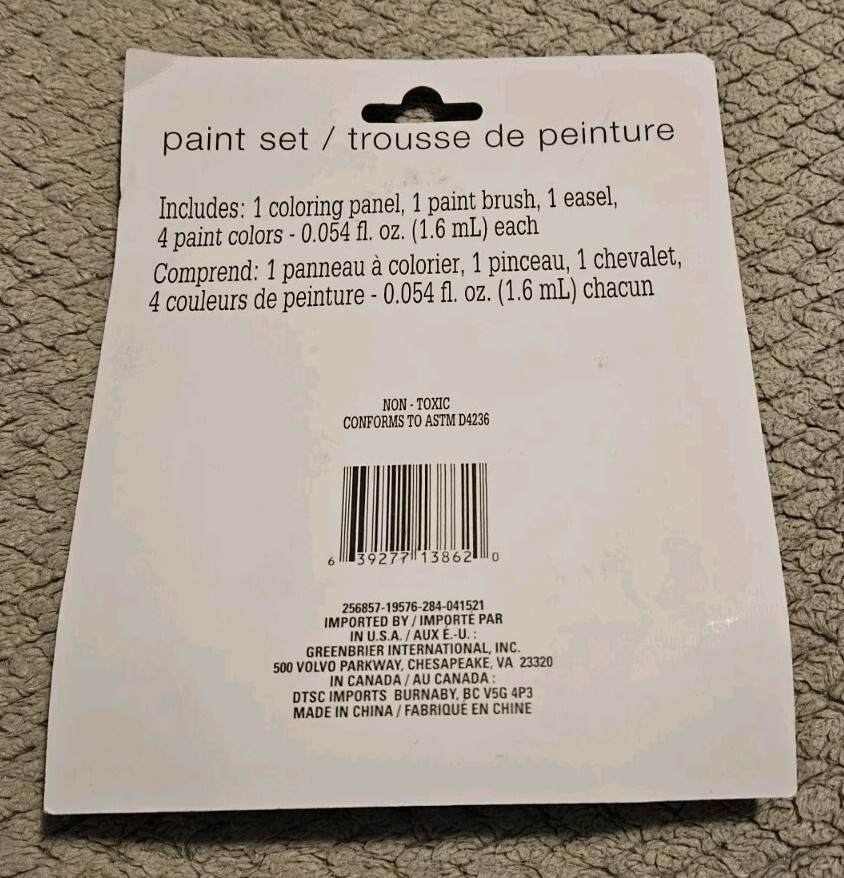 paint set / trousse de peinture
Includes: 1 coloring panel, 1 paint brush, 1 easel,
4 paint colors - 0.054 fl. oz. (1.6 mL) each
Comprend: 1 panneau à colorier, 1 pinceau, 1 chevalet,
4 couleurs de peinture - 0.054 fl. oz. (1.6 mL) chacun
NON - TOXIC
CONFORMS TO ASTM D4236
6 39277 13862 0
256857-19576-284-041521
IMPORTED BY / IMPORTÉ PAR
IN U.S.A. / AUX É.-U. :
GREENBRIER INTERNATIONAL, INC.
500 VOLVO PARKWAY, CHESAPEAKE, VA 23320
IN CANADA / AU CANADA :
DTSC IMPORTS BURNABY, BC V5G 4P3
MADE IN CHINA / FABRIQUÉ EN CHINE